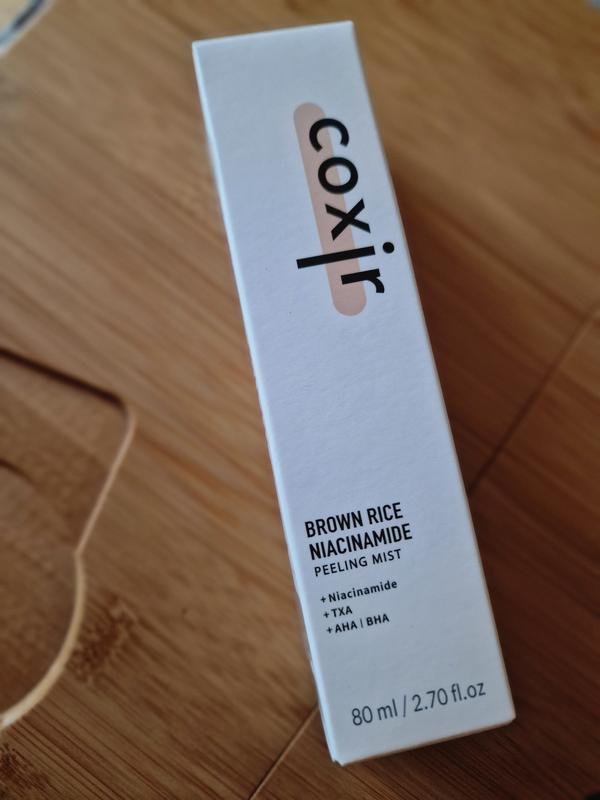 coxir
BROWN RICE
NIACINAMIDE
PEELING MIST
+Niacinamide
+TXA
+AHA | BHA
80 ml / 2.70 fl.oz